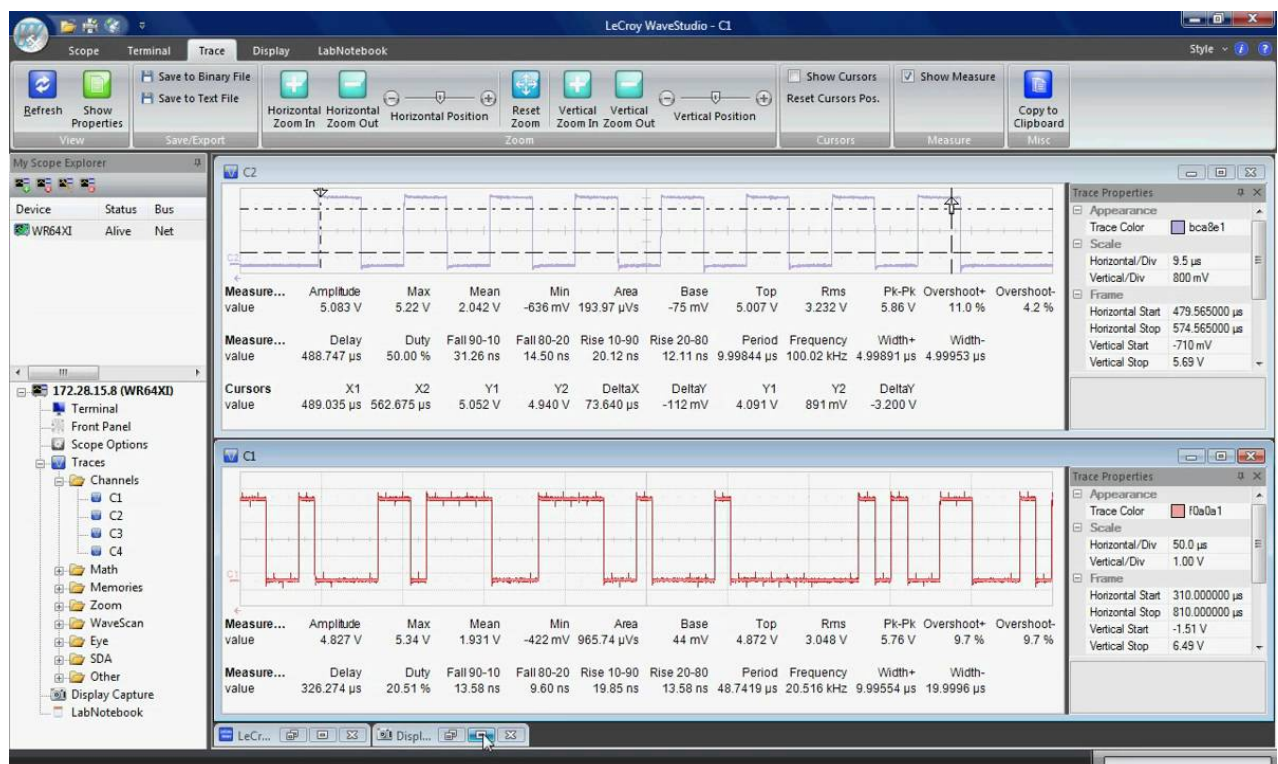 LeCroy WaveStudio - C1
Scope Terminal Trace Display LabNotebook Style
Refresh
Show Properties
View
Save to Binary File
Save to Text File
Save/Export
Horizontal Zoom In
Horizontal Zoom Out
Horizontal Position
Reset Zoom
Vertical Zoom In
Vertical Zoom Out
Vertical Position
Zoom
Show Cursors
Reset Cursors Pos.
Cursors
Show Measure
Measure
Copy to Clipboard
Misc
My Scope Explorer
Device Status Bus
WR64XI Alive Net
172.28.15.8 (WR64XI)
Terminal
Front Panel
Scope Options
Traces
Channels
C1
C2
C3
C4
Math
Memories
Zoom
WaveScan
Eye
SDA
Other
Display Capture
LabNotebook
C2
C2
Measure... Amplitude Max Mean Min Area Base Top Rms Pk-Pk Overshoot+ Overshoot-
value 5.083 V 5.22 V 2.042 V -636 mV 193.97 µVs -75 mV 5.007 V 3.232 V 5.86 V 11.0 % 4.2 %
Measure... Delay Duty Fall 90-10 Fall 80-20 Rise 10-90 Rise 20-80 Period Frequency Width+ Width-
value 488.747 µs 50.00 % 31.26 ns 14.50 ns 20.12 ns 12.11 ns 9.99844 µs 100.02 kHz 4.99891 µs 4.99953 µs
Cursors X1 X2 Y1 Y2 DeltaX DeltaY Y1 Y2 DeltaY
value 489.035 µs 562.675 µs 5.052 V 4.940 V 73.640 µs -112 mV 4.091 V 891 mV -3.200 V
Trace Properties
Appearance
Trace Color bca8e1
Scale
Horizontal/Div 9.5 µs
Vertical/Div 800 mV
Frame
Horizontal Start 479.565000 µs
Horizontal Stop 574.565000 µs
Vertical Start -710 mV
Vertical Stop 5.69 V
C1
C1
Measure... Amplitude Max Mean Min Area Base Top Rms Pk-Pk Overshoot+ Overshoot-
value 4.827 V 5.34 V 1.931 V -422 mV 965.74 µVs 44 mV 4.872 V 3.048 V 5.76 V 9.7 % 9.7 %
Measure... Delay Duty Fall 90-10 Fall 80-20 Rise 10-90 Rise 20-80 Period Frequency Width+ Width-
value 326.274 µs 20.51 % 13.59 ns 9.60 ns 19.85 ns 13.58 ns 48.7419 µs 20.516 kHz 9.99554 µs 19.9996 µs
Trace Properties
Appearance
Trace Color f0a0a1
Scale
Horizontal/Div 50.0 µs
Vertical/Div 1.00 V
Frame
Horizontal Start 310.000000 µs
Horizontal Stop 810.000000 µs
Vertical Start -1.51 V
Vertical Stop 6.49 V
LeCr... Displ...